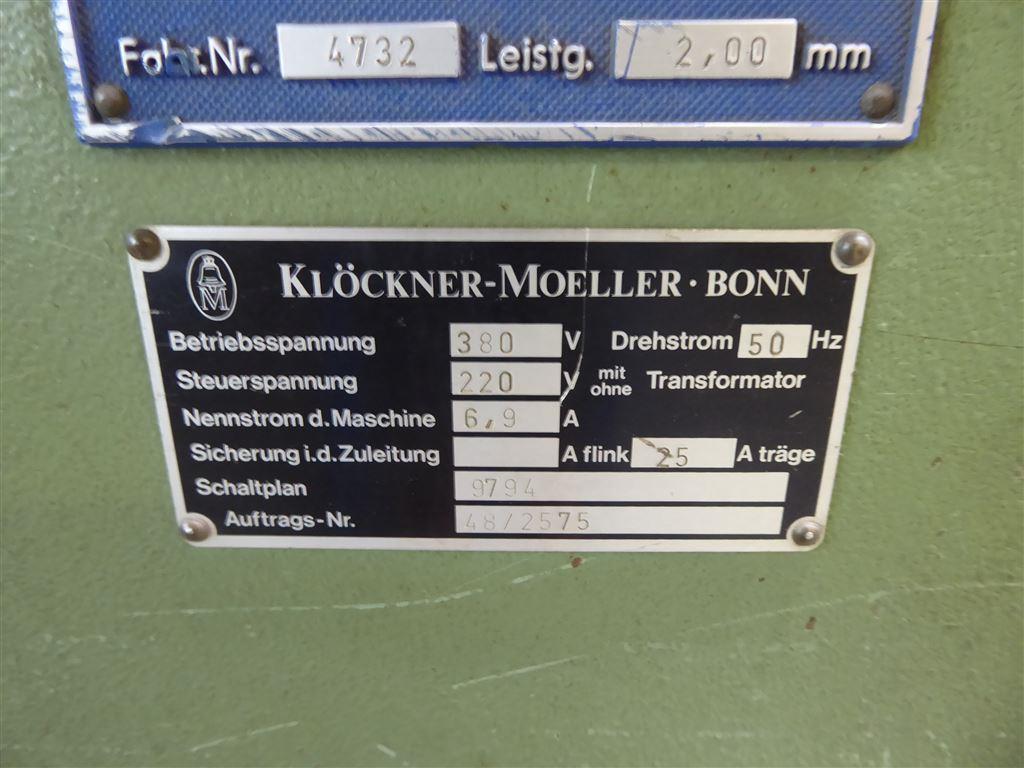 Fabr.Nr. 4732 Leistg. 2,00 mm
M KLÖCKNER-MOELLER · BONN
Betriebsspannung 380 V Drehstrom 50 Hz
Steuerspannung 220 V mit ohne Transformator
Nennstrom d. Maschine 6,9 A
Sicherung i.d. Zuleitung A flink 25 A träge
Schaltplan 9794
Auftrags-Nr. 48/2575